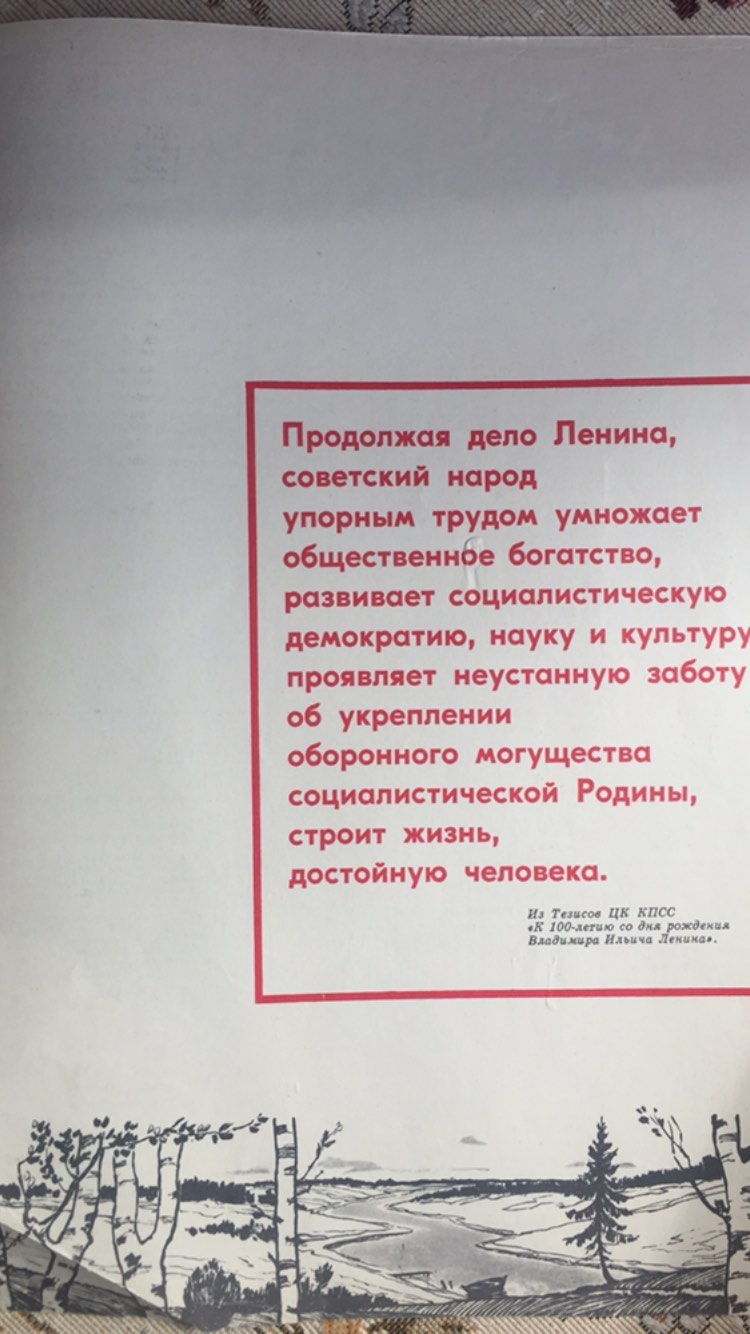 Продолжая дело Ленина,
советский народ
упорным трудом умножает
общественное богатство,
развивает социалистическую
демократию, науку и культуру
проявляет неустанную заботу
об укреплении
оборонного могущества
социалистической Родины,
строит жизнь,
достойную человека.
Из Тезисов ЦК КПСС
«К 100-летию со дня рождения
Владимира Ильича Ленина».